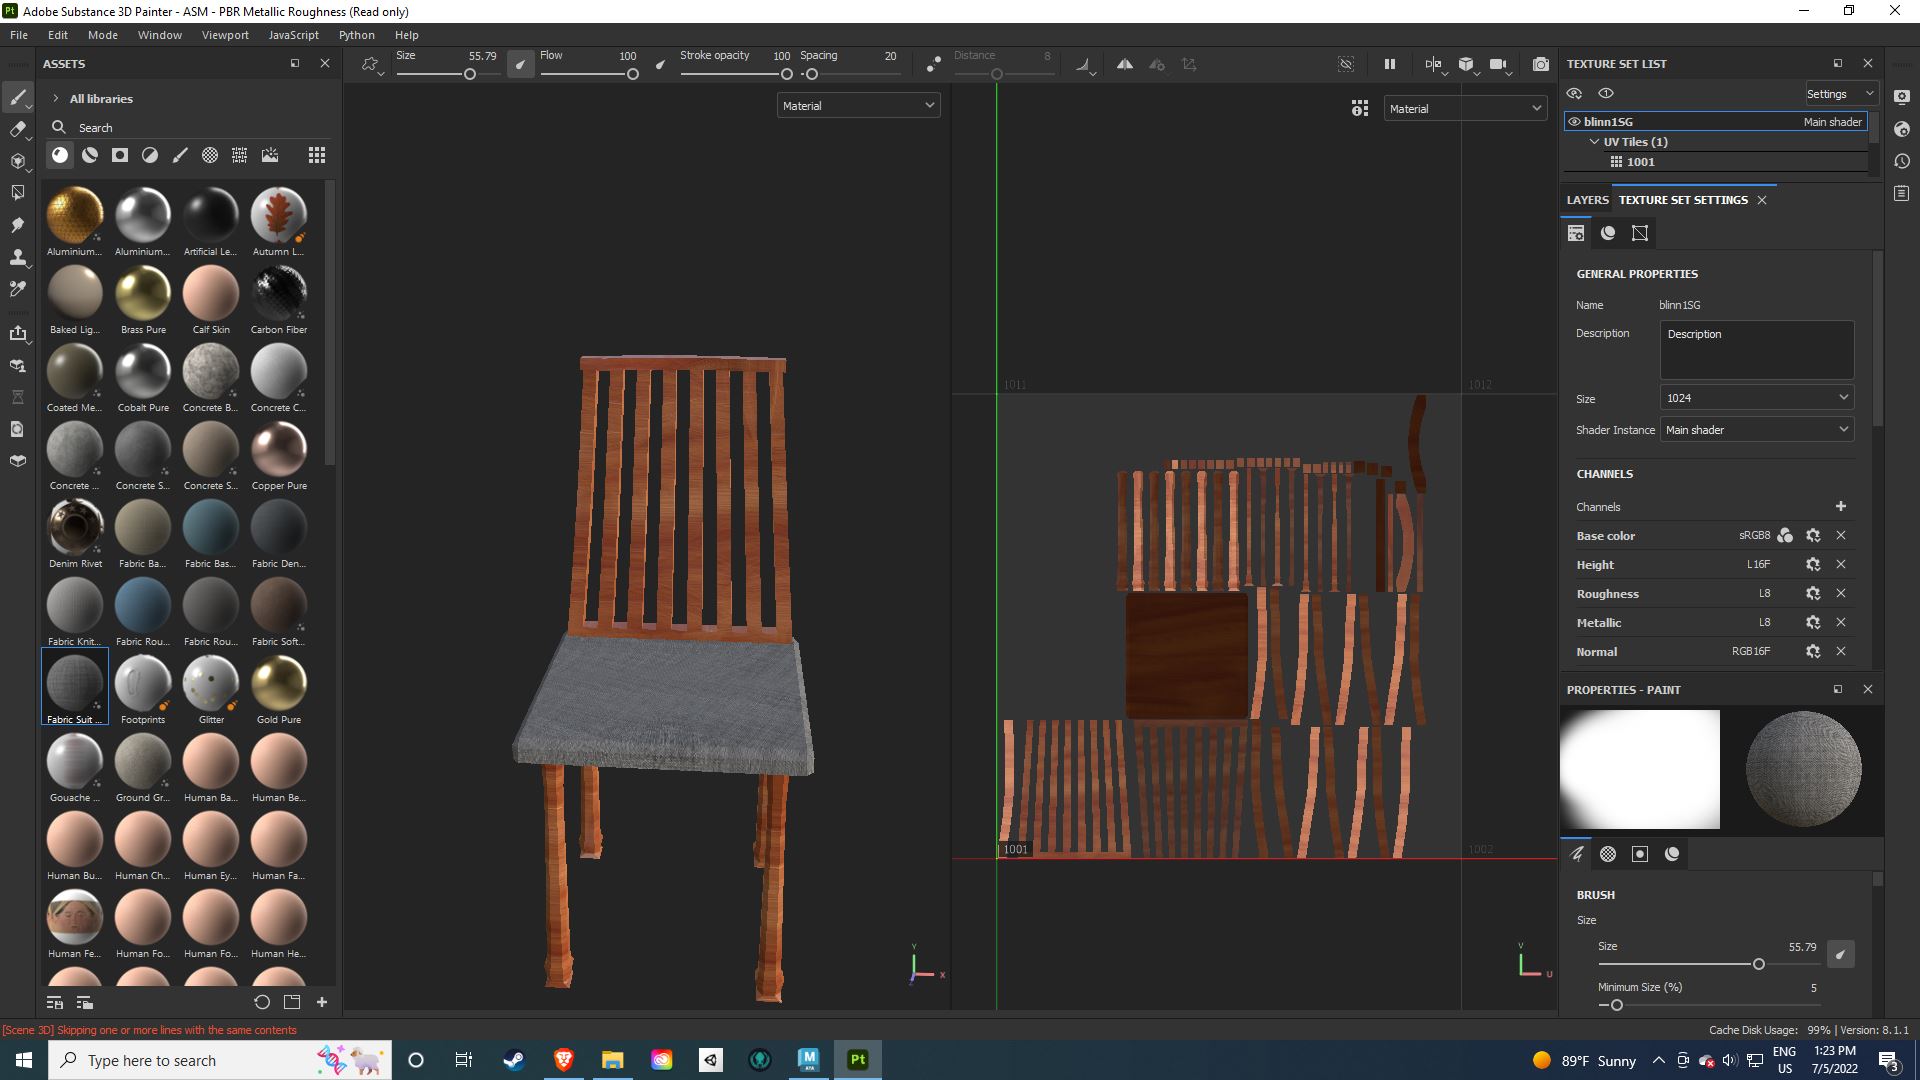 Pt Adobe Substance 3D Painter - ASM - PBR Metallic Roughness (Read only)
File Edit Mode Window Viewport JavaScript Python Help
ASSETS
Size 55.79 Flow 100 Stroke opacity 100 Spacing 20 Distance 8
All libraries
Search
Material
Material
Aluminium... Aluminium... Artificial Le... Autumn L...
Baked Lig... Brass Pure Calf Skin Carbon Fiber
Coated Me... Cobalt Pure Concrete B... Concrete C...
Concrete ... Concrete S... Concrete S... Copper Pure
Denim Rivet Fabric Ba... Fabric Bas... Fabric Den...
Fabric Knit... Fabric Rou... Fabric Rou... Fabric Soft...
Fabric Suit ... Footprints Glitter Gold Pure
Gouache ... Ground Gr... Human Ba... Human Be...
Human Bu... Human Ch... Human Ey... Human Fa...
Human Fe... Human Fo... Human Fo... Human He...
1011 1012
1001 1002
Y
X
Z
V
U
TEXTURE SET LIST
Settings
blinn1SG Main shader
UV Tiles (1)
1001
LAYERS TEXTURE SET SETTINGS
GENERAL PROPERTIES
Name blinn1SG
Description Description
Size 1024
Shader Instance Main shader
CHANNELS
Channels
Base color sRGB8
Height L16F
Roughness L8
Metallic L8
Normal RGB16F
PROPERTIES - PAINT
BRUSH
Size
Size 55.79
Minimum Size (%) 5
[Scene 3D] Skipping one or more lines with the same contents
Cache Disk Usage: 99% | Version: 8.1.1
Type here to search
M
Pt
89°F Sunny
ENG
US
1:23 PM
7/5/2022
3